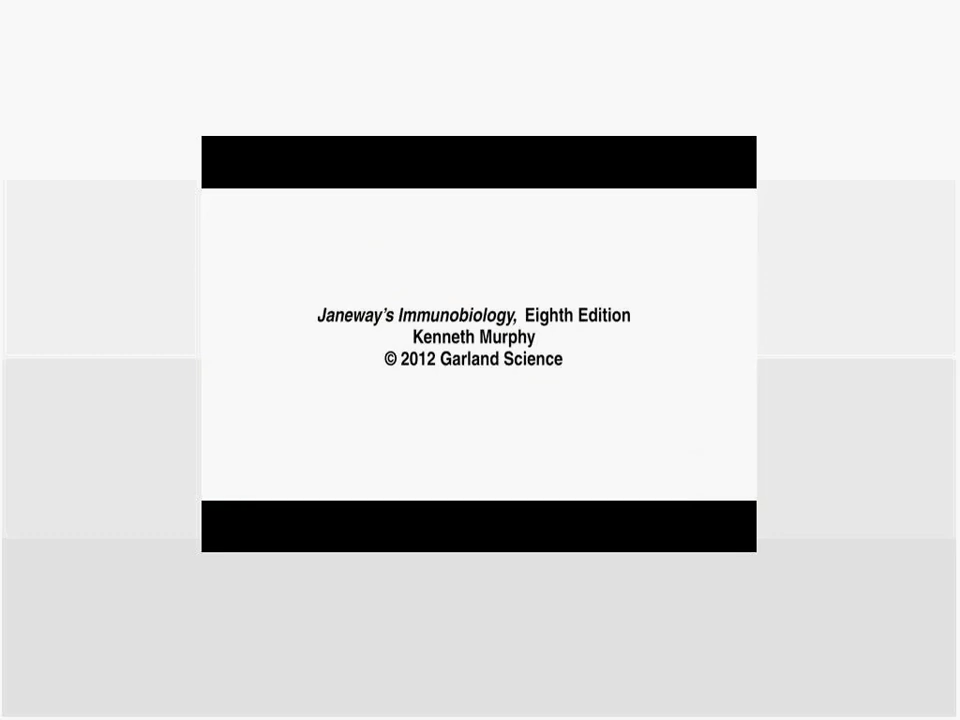 Janeway's Immunobiology, Eighth Edition
Kenneth Murphy
© 2012 Garland Science